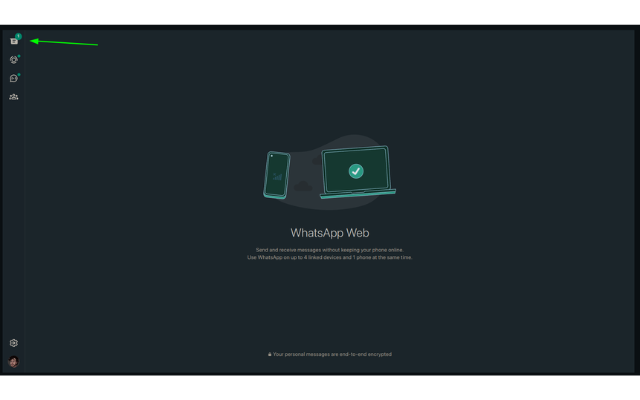 WhatsApp Web
Send and receive messages without keeping your phone online.
Use WhatsApp on up to 4 linked devices and 1 phone at the same time.
Your personal messages are end-to-end encrypted